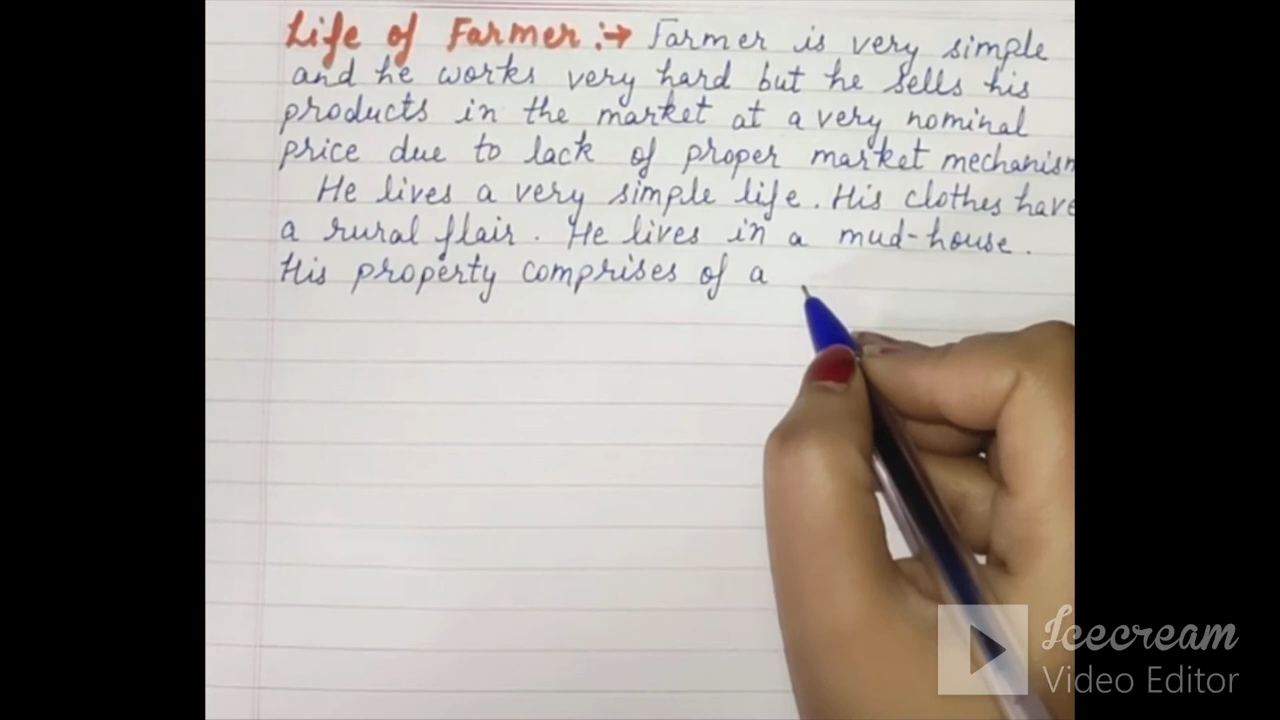 Life of Farmer :→ Farmer is very simple
and he works very hard but he sells his
products in the market at a very nominal
price due to lack of proper market mechanism
He lives a very simple life. His clothes have
a rural flair. He lives in a mud-house.
His property comprises of a
Icecream
Video Editor